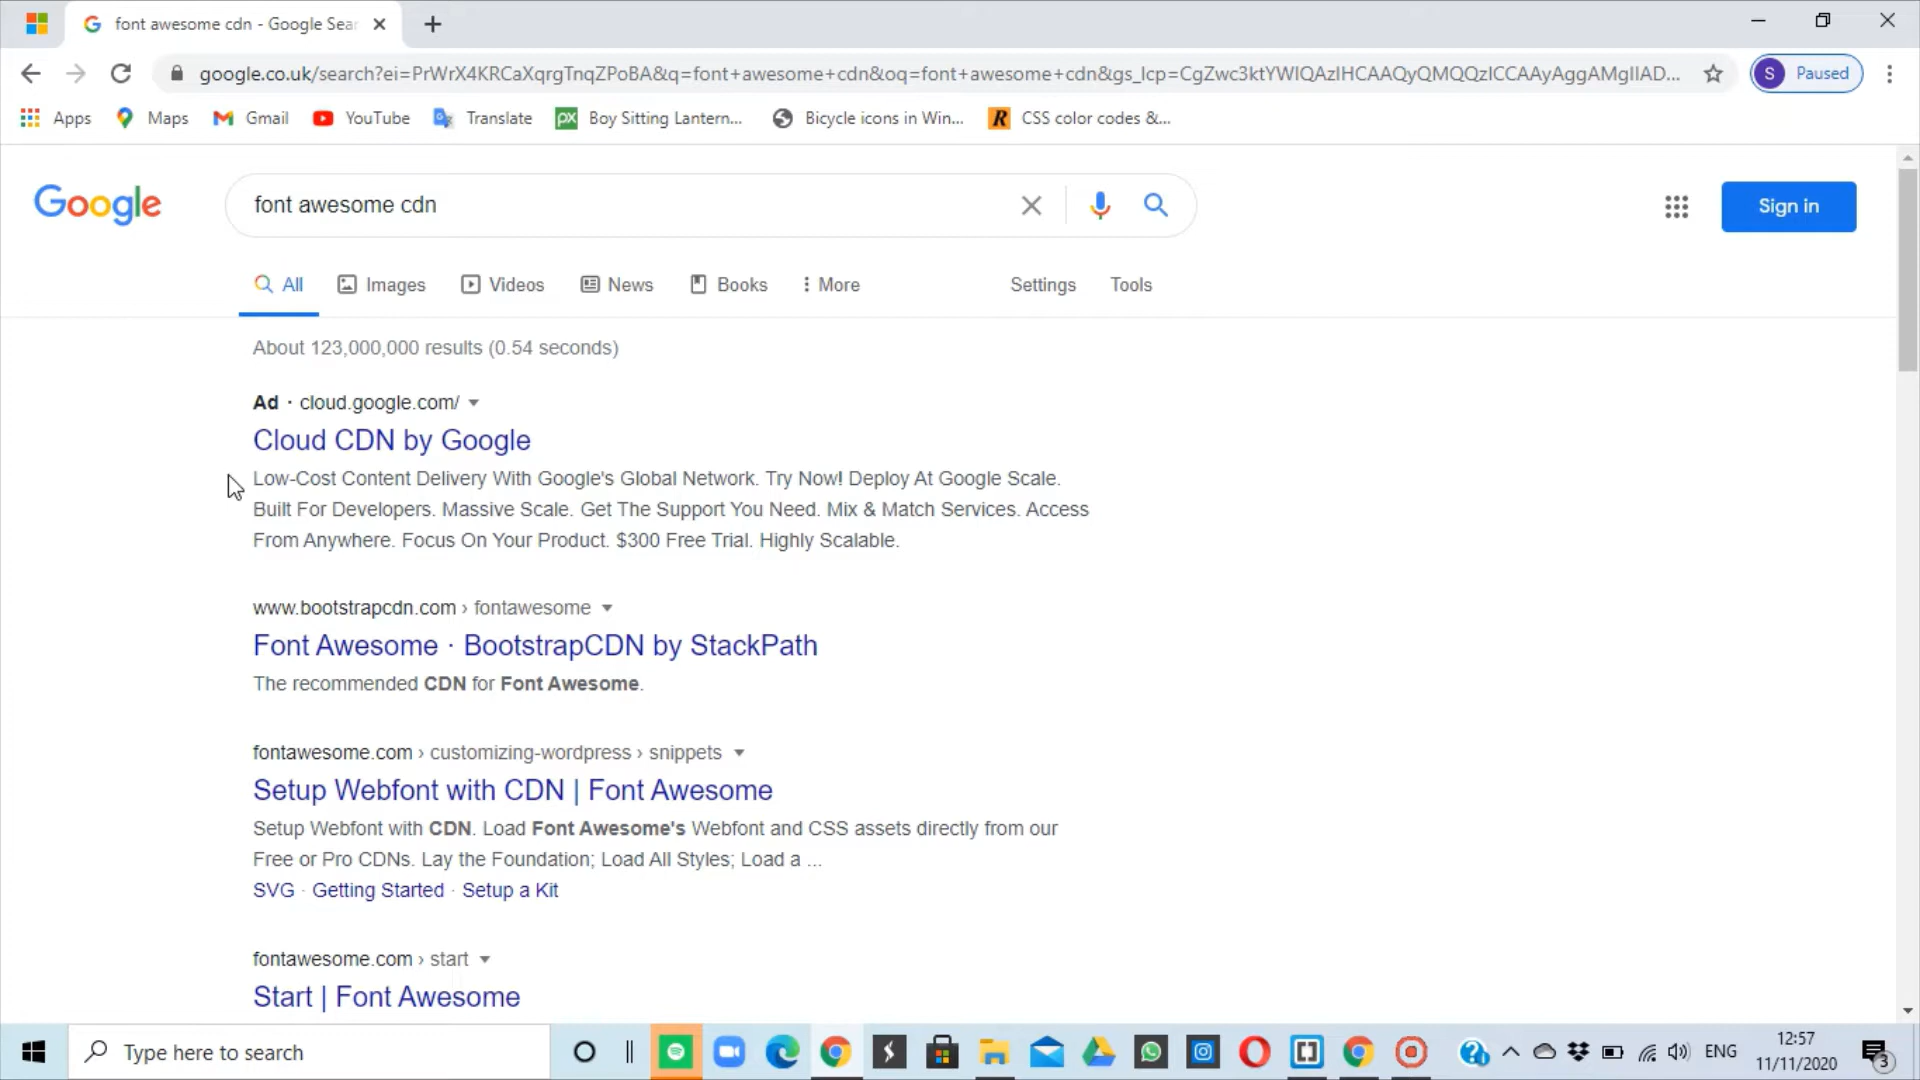 font awesome cdn - Google Sear
google.co.uk/search?ei=PrWrX4KRCaXqrgTnqZPoBA&q=font+awesome+cdn&oq=font+awesome+cdn&gs_lcp=CgZwc3ktYWIQAzIHCAAQyQMQQzICCAAyAggAMgIIAD...
S Paused
Apps Maps Gmail YouTube Translate Boy Sitting Lantern... Bicycle icons in Win... CSS color codes &...
Google
font awesome cdn
Sign in
All Images Videos News Books More Settings Tools
About 123,000,000 results (0.54 seconds)
Ad · cloud.google.com/
Cloud CDN by Google
Low-Cost Content Delivery With Google's Global Network. Try Now! Deploy At Google Scale.
Built For Developers. Massive Scale. Get The Support You Need. Mix & Match Services. Access
From Anywhere. Focus On Your Product. $300 Free Trial. Highly Scalable.
www.bootstrapcdn.com › fontawesome
Font Awesome · BootstrapCDN by StackPath
The recommended CDN for Font Awesome.
fontawesome.com › customizing-wordpress › snippets
Setup Webfont with CDN | Font Awesome
Setup Webfont with CDN. Load Font Awesome's Webfont and CSS assets directly from our
Free or Pro CDNs. Lay the Foundation; Load All Styles; Load a ...
SVG · Getting Started · Setup a Kit
fontawesome.com › start
Start | Font Awesome
Type here to search
ENG
12:57
11/11/2020
3